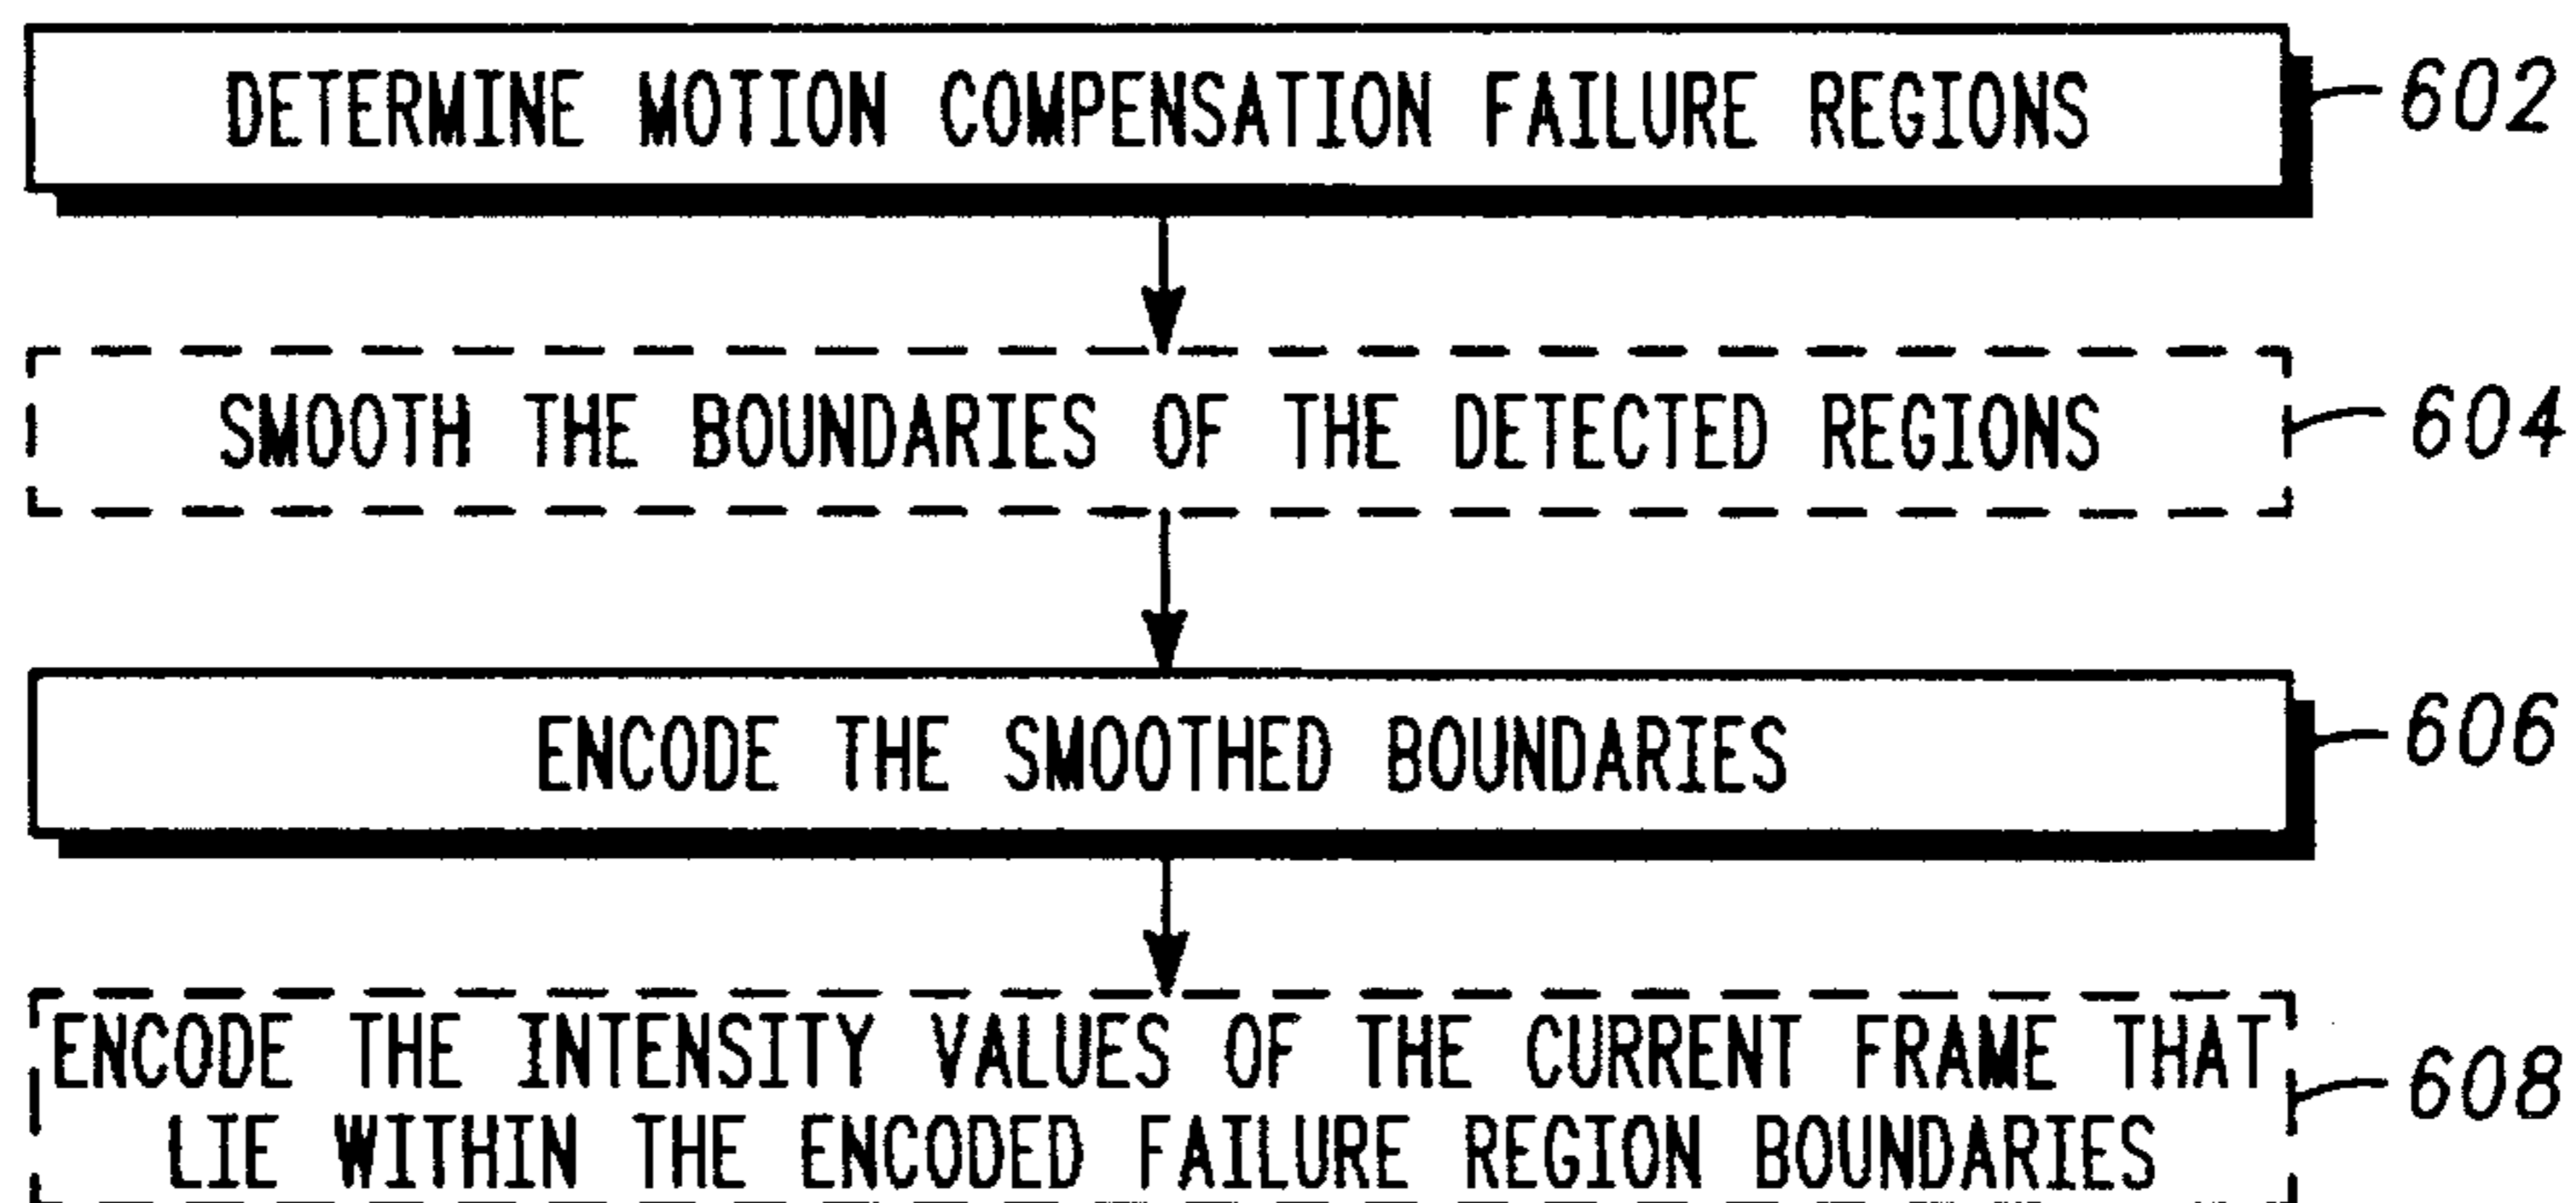 DETERMINE MOTION COMPENSATION FAILURE REGIONS 602
SMOOTH THE BOUNDARIES OF THE DETECTED REGIONS 604
ENCODE THE SMOOTHED BOUNDARIES 606
ENCODE THE INTENSITY VALUES OF THE CURRENT FRAME THAT
LIE WITHIN THE ENCODED FAILURE REGION BOUNDARIES 608